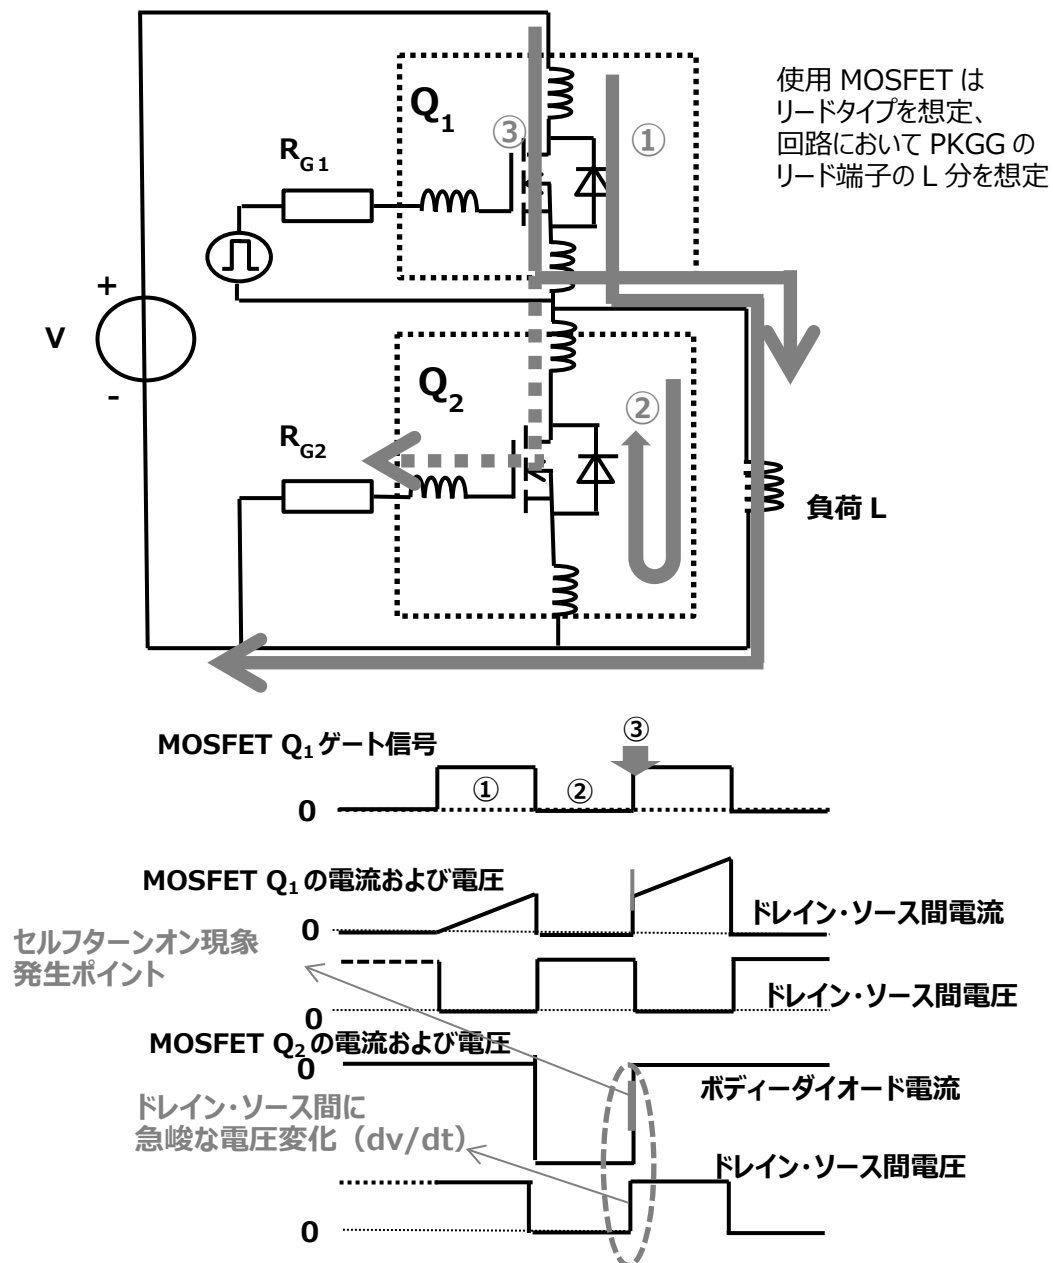 使用 MOSFET は
リードタイプを想定、
回路において PKGG の
リード端子の L 分を想定
Q1
③
①
RG1
+
V
-
Q2
②
RG2
負荷 L
③
MOSFET Q1 ゲート信号
①
②
0
MOSFET Q1 の電流および電圧
ドレイン・ソース間電流
0
セルフターンオン現象
発生ポイント
ドレイン・ソース間電圧
0
MOSFET Q2 の電流および電圧
0
ボディーダイオード電流
ドレイン・ソース間に
急峻な電圧変化（dv/dt）
ドレイン・ソース間電圧
0